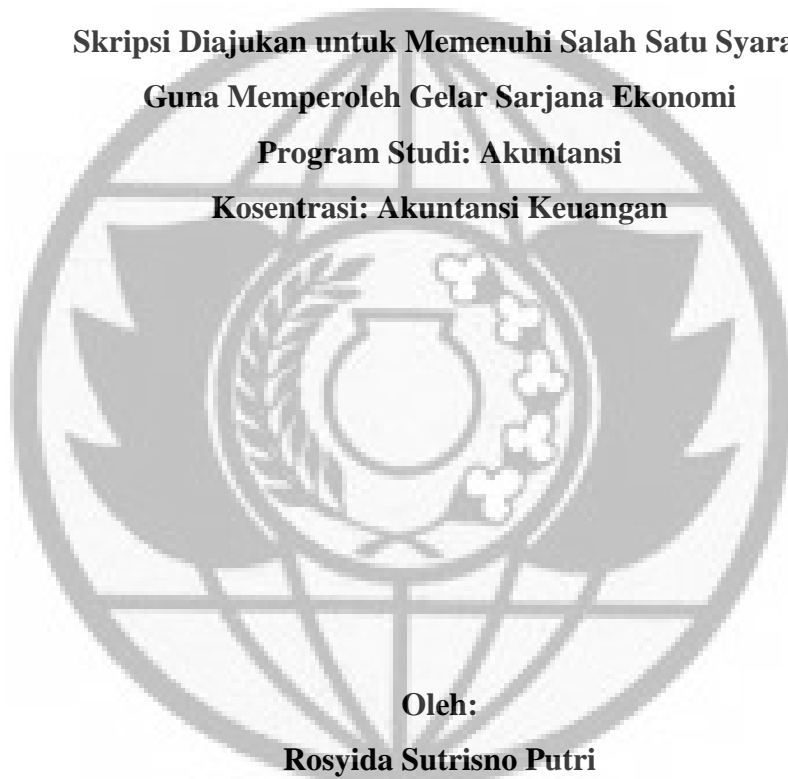 Skripsi Diajukan untuk Memenuhi Salah Satu Syara
Guna Memperoleh Gelar Sarjana Ekonomi
Program Studi: Akuntansi
Kosentrasi: Akuntansi Keuangan
Oleh:
Rosyida Sutrisno Putri